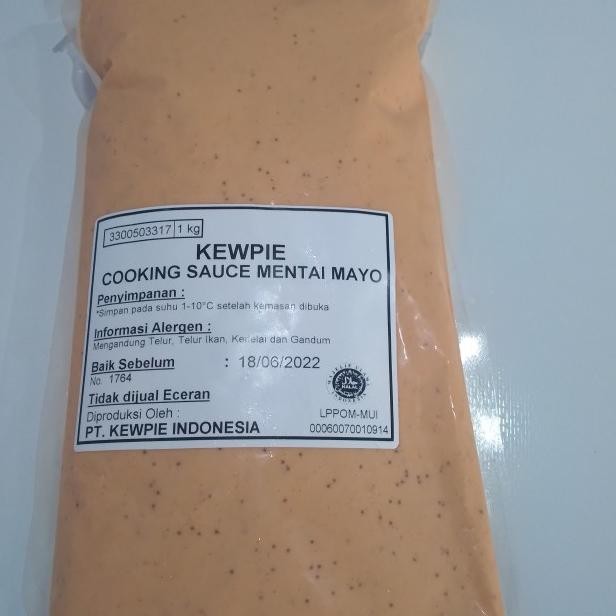 3300503317 1 kg
KEWPIE
COOKING SAUCE MENTAI MAYO
Penyimpanan :
*Simpan pada suhu 1-10°C setelah kemasan dibuka
Informasi Alergen :
Mengandung Telur, Telur Ikan, Kedelai dan Gandum
Baik Sebelum : 18/06/2022
No. 1764
Tidak dijual Eceran
Diproduksi Oleh :
PT. KEWPIE INDONESIA
HALAL
LPPOM-MUI
00060070010914